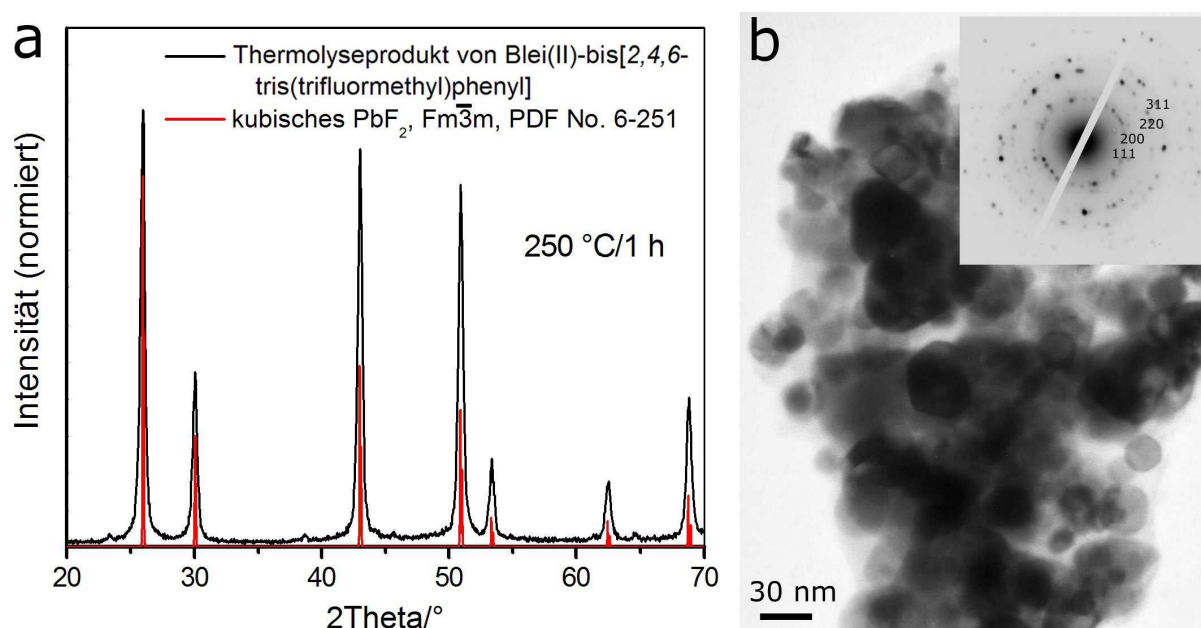 a
Thermolyseprodukt von Blei(II)-bis[2,4,6-
tris(trifluormethyl)phenyl]
kubisches PbF₂, Fm3̅m, PDF No. 6-251
250 °C/1 h
Intensität (normiert)
20 30 40 50 60 70
2Theta/°
b
311
220
200
111
30 nm